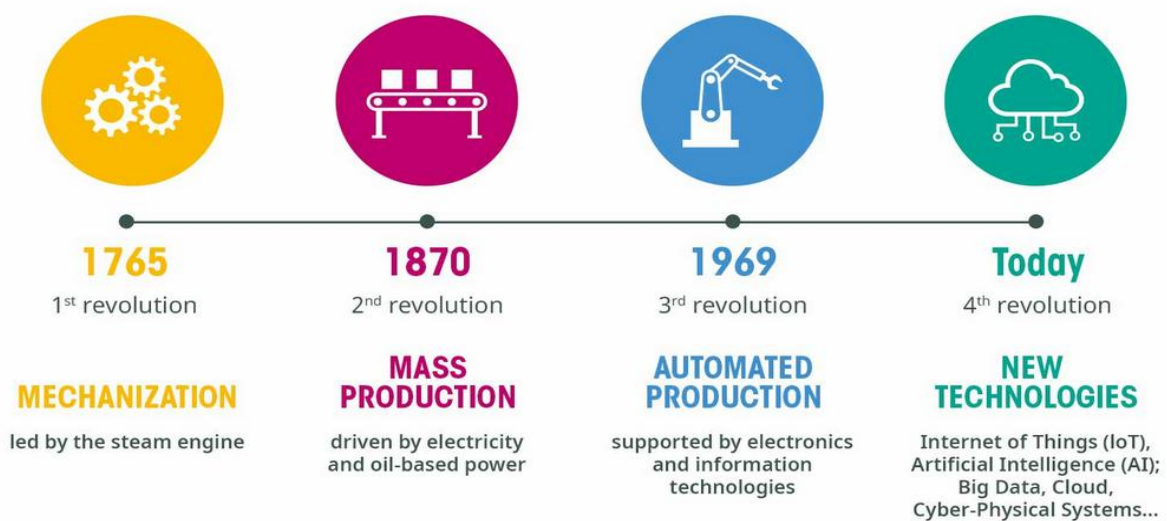 1765
1st revolution
MECHANIZATION
led by the steam engine
1870
2nd revolution
MASS
PRODUCTION
driven by electricity
and oil-based power
1969
3rd revolution
AUTOMATED
PRODUCTION
supported by electronics
and information
technologies
Today
4th revolution
NEW
TECHNOLOGIES
Internet of Things (IoT),
Artificial Intelligence (AI);
Big Data, Cloud,
Cyber-Physical Systems...